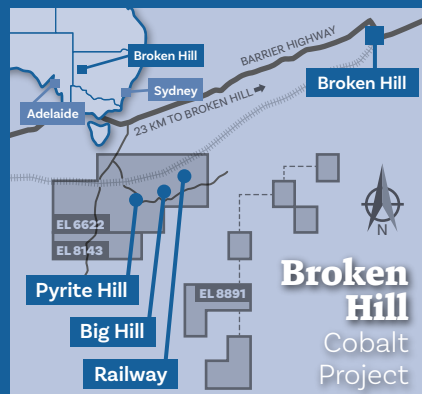 Broken Hill
Sydney
Adelaide
BARRIER HIGHWAY
Broken Hill
23 KM TO BROKEN HILL
EL 6622
EL 8143
N
Pyrite Hill
EL 8891
Big Hill
Railway
Broken
Hill
Cobalt
Project